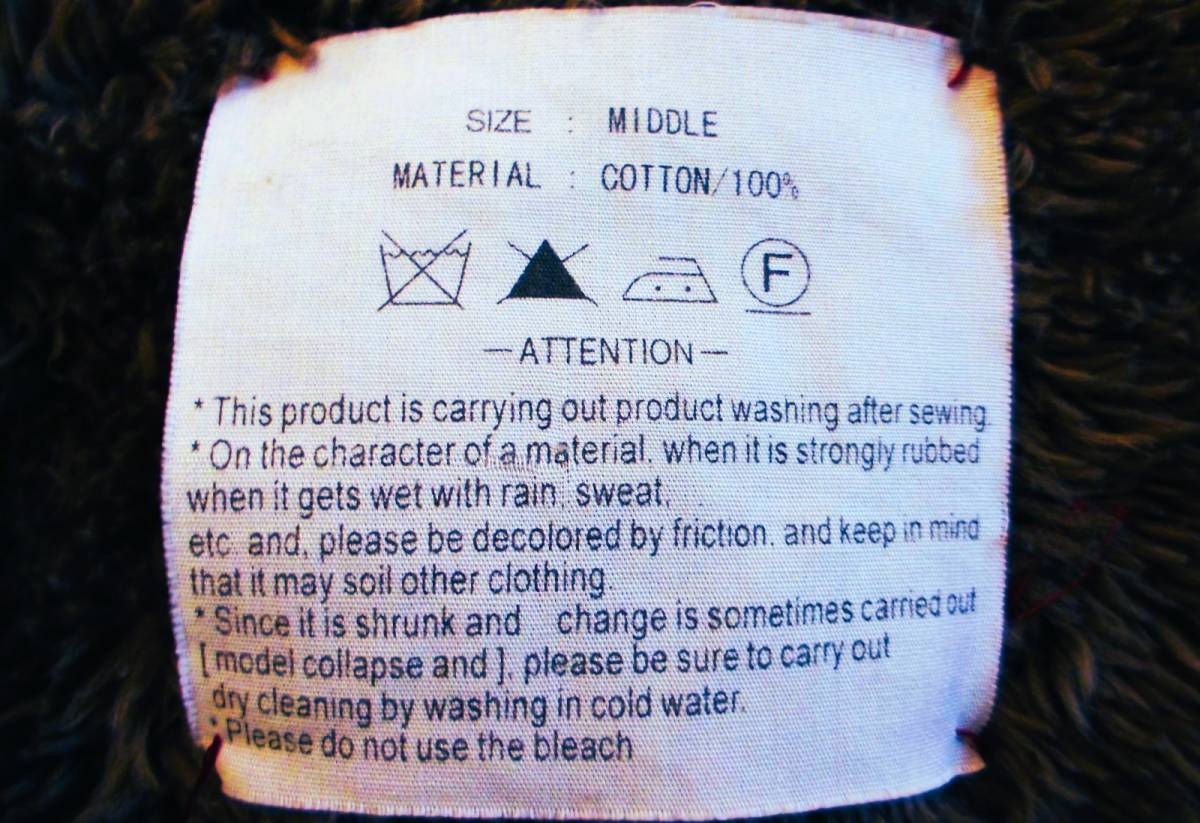 SIZE : MIDDLE
MATERIAL : COTTON/100%
F
—ATTENTION—
* This product is carrying out product washing after sewing.
* On the character of a material. when it is strongly rubbed
when it gets wet with rain, sweat,
etc. and, please be decolored by friction. and keep in mind
that it may soil other clothing.
* Since it is shrunk and change is sometimes carried out
[ model collapse and ], please be sure to carry out
dry cleaning by washing in cold water.
* Please do not use the bleach